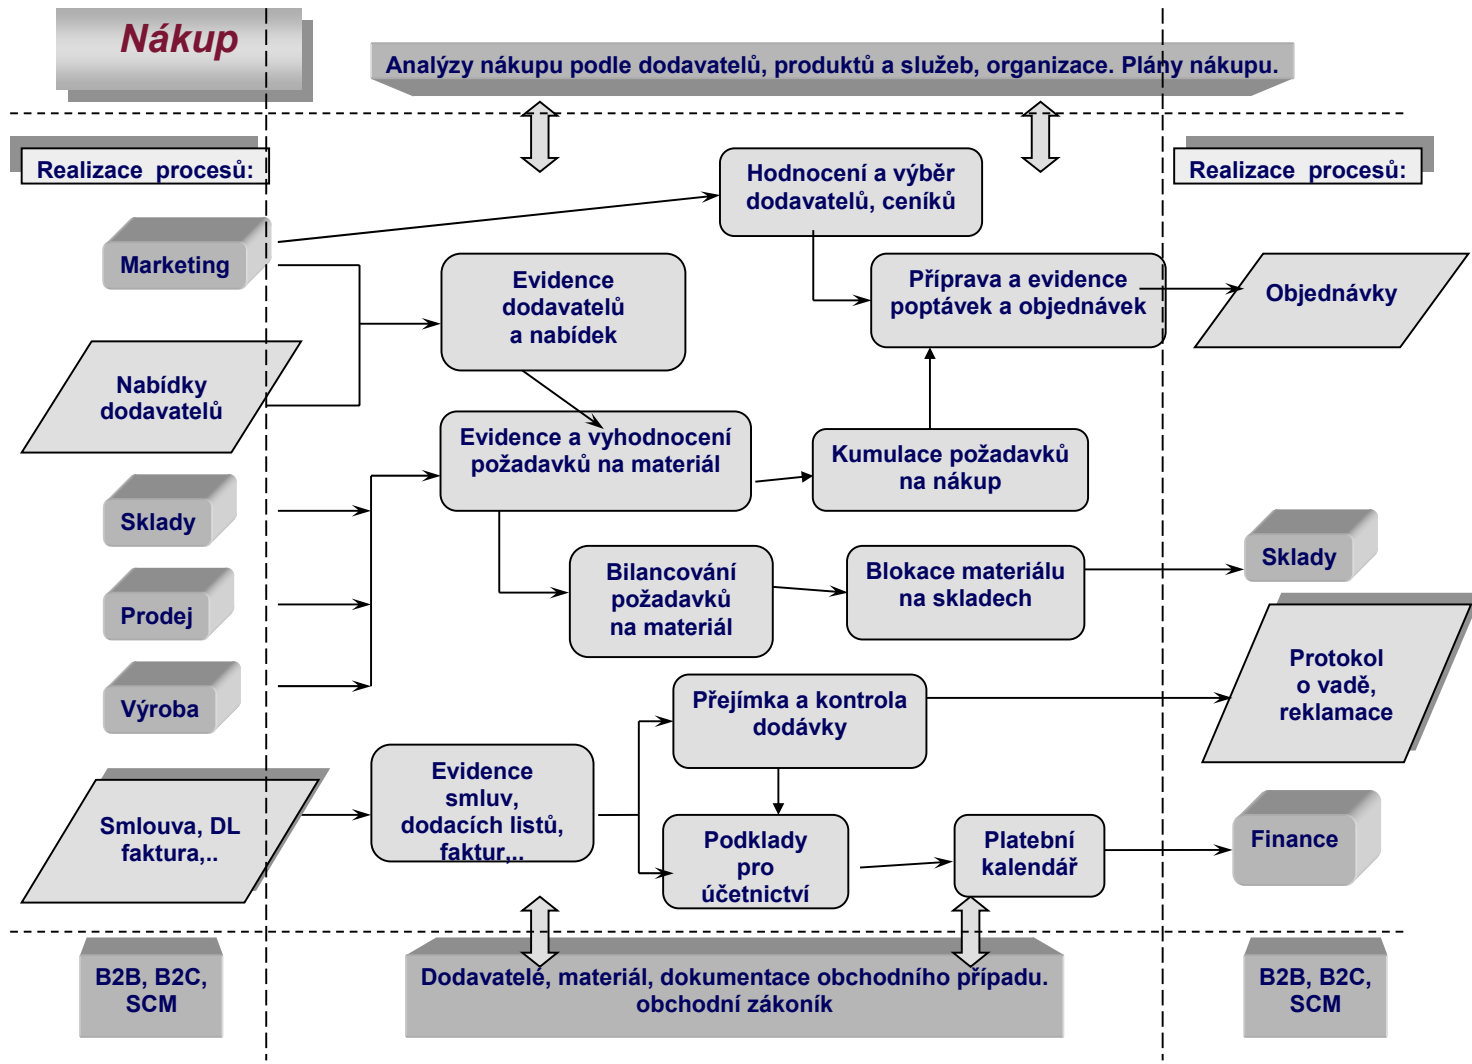 Nákup
Analýzy nákupu podle dodavatelů, produktů a služeb, organizace. Plány nákupu.
Realizace procesů:
Realizace procesů:
Hodnocení a výběr
dodavatelů, ceníků
Marketing
Evidence
dodavatelů
a nabídek
Příprava a evidence
poptávek a objednávek
Objednávky
Nabídky
dodavatelů
Evidence a vyhodnocení
požadavků na materiál
Kumulace požadavků
na nákup
Sklady
Sklady
Bilancování
požadavků
na materiál
Blokace materiálu
na skladech
Prodej
Protokol
o vadě,
reklamace
Výroba
Přejímka a kontrola
dodávky
Smlouva, DL
faktura,..
Evidence
smluv,
dodacích listů,
faktur,..
Podklady
pro
účetnictví
Platební
kalendář
Finance
B2B, B2C,
SCM
Dodavatelé, materiál, dokumentace obchodního případu.
obchodní zákoník
B2B, B2C,
SCM